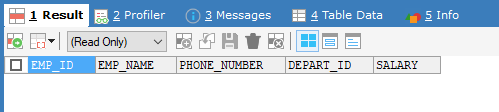 1 Result 2 Profiler 3 Messages 4 Table Data 5 Info
(Read Only)
EMP_ID EMP_NAME PHONE_NUMBER DEPART_ID SALARY